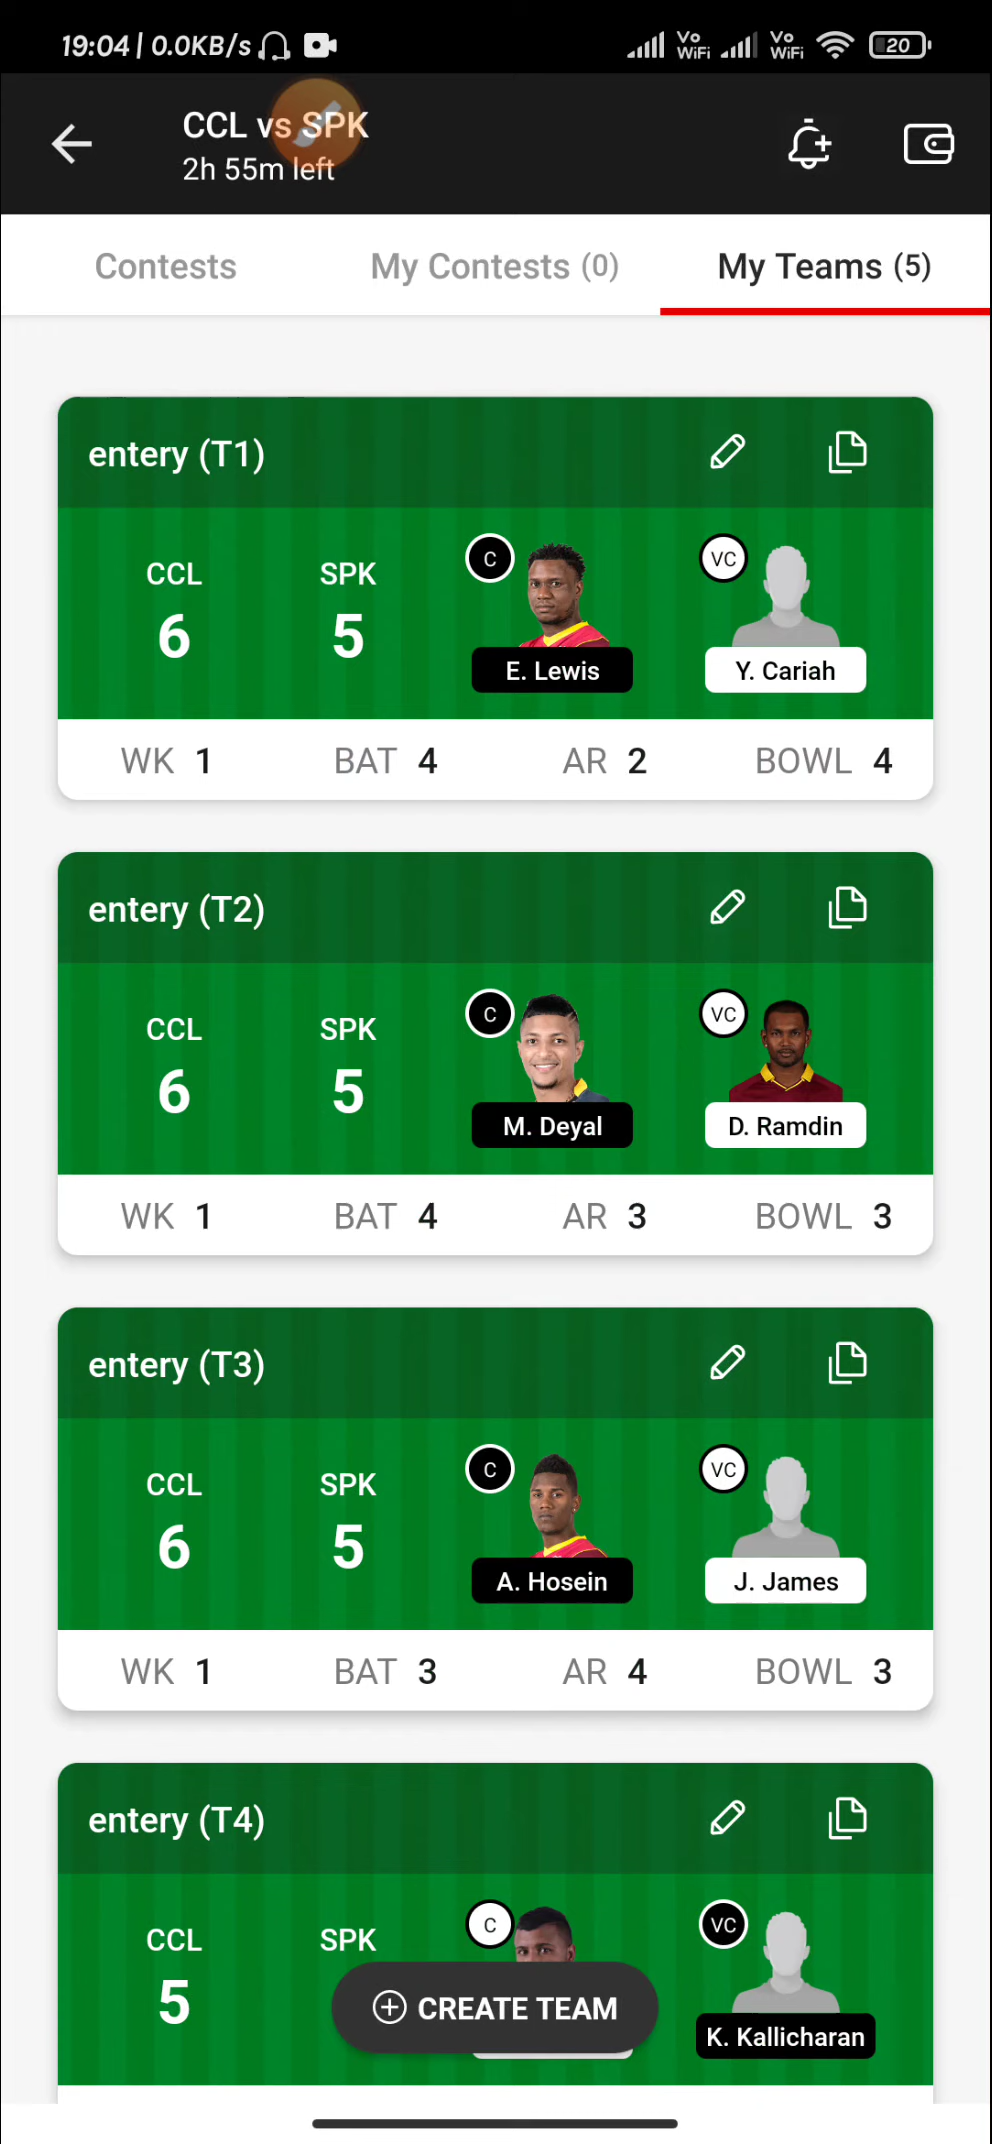 19:04 | 0.0KB/s Vo WiFi Vo WiFi 20
CCL vs SPK
2h 55m left
Contests My Contests (0) My Teams (5)
entery (T1)
CCL SPK C VC
6 5
E. Lewis Y. Cariah
WK 1 BAT 4 AR 2 BOWL 4
entery (T2)
CCL SPK C VC
6 5
M. Deyal D. Ramdin
WK 1 BAT 4 AR 3 BOWL 3
entery (T3)
CCL SPK C VC
6 5
A. Hosein J. James
WK 1 BAT 3 AR 4 BOWL 3
entery (T4)
CCL SPK C VC
5
CREATE TEAM
K. Kallicharan